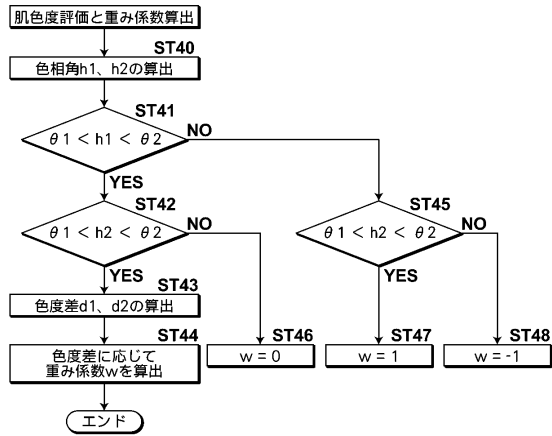 肌色度評価と重み係数算出
ST40
色相角h1、h2の算出
ST41
θ1＜h1＜θ2
NO
YES
ST42
θ1＜h2＜θ2
NO
YES
ST45
θ1＜h2＜θ2
NO
YES
ST43
色度差d1、d2の算出
ST44
色度差に応じて
重み係数wを算出
ST46
w = 0
ST47
w = 1
ST48
w = -1
エンド